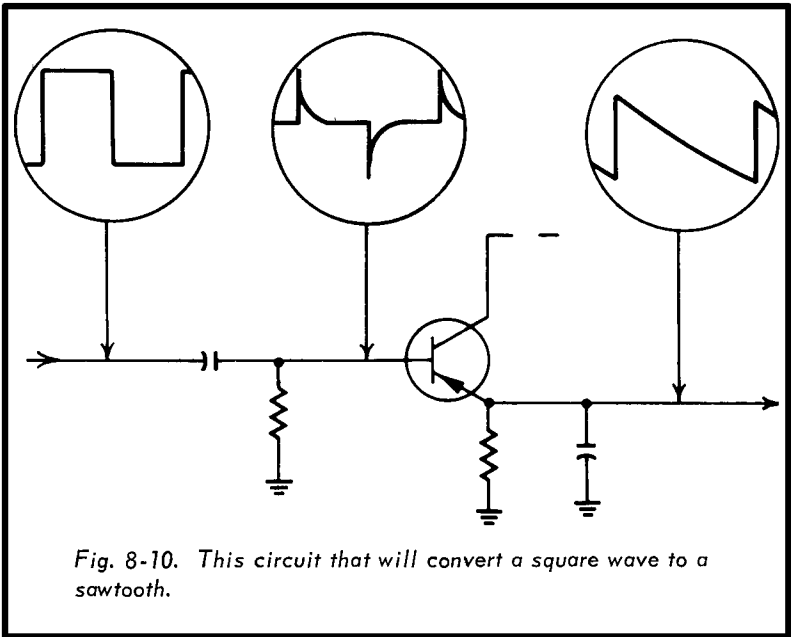 Fig. 8-10. This circuit that will convert a square wave to a
sawtooth.